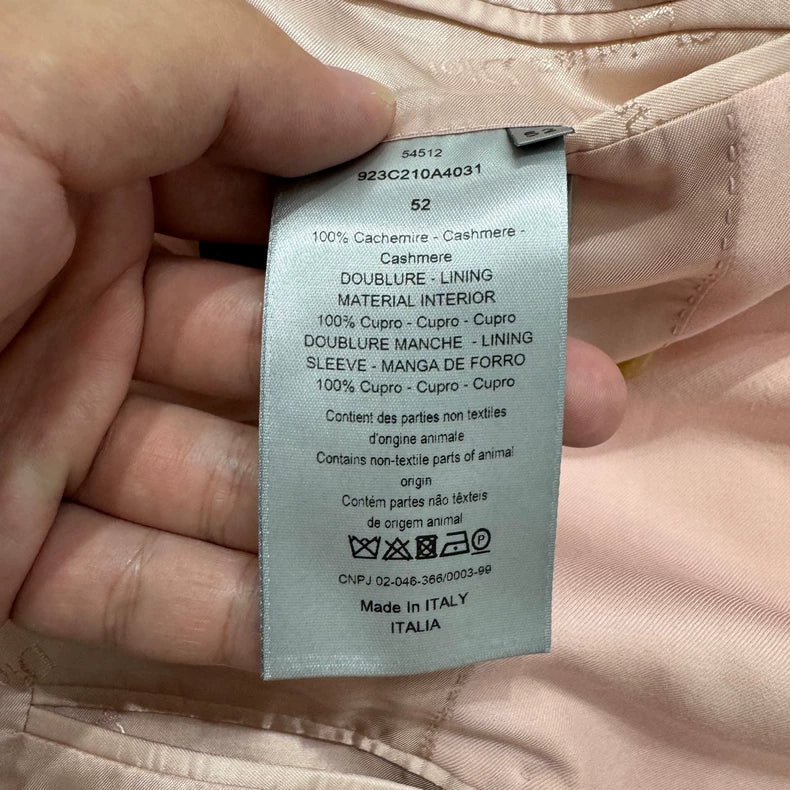 52
54512
923C210A4031
52
100% Cachemire - Cashmere -
Cashmere
DOUBLURE - LINING
MATERIAL INTERIOR
100% Cupro - Cupro - Cupro
DOUBLURE MANCHE - LINING
SLEEVE - MANGA DE FORRO
100% Cupro - Cupro - Cupro
Contient des parties non textiles
d'origine animale
Contains non-textile parts of animal
origin
Contém partes não têxteis
de origem animal
P
CNPJ 02-046-366/0003-99
Made In ITALY
ITALIA